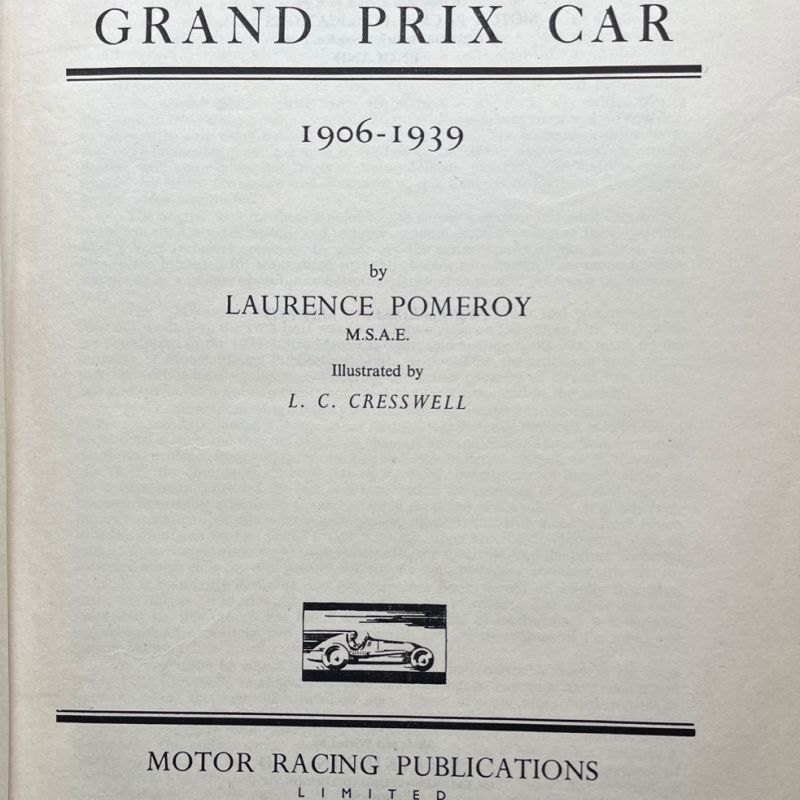 GRAND PRIX CAR
1906-1939
by
LAURENCE POMEROY
M.S.A.E.
Illustrated by
L. C. CRESSWELL
MOTOR RACING PUBLICATIONS
LIMITED